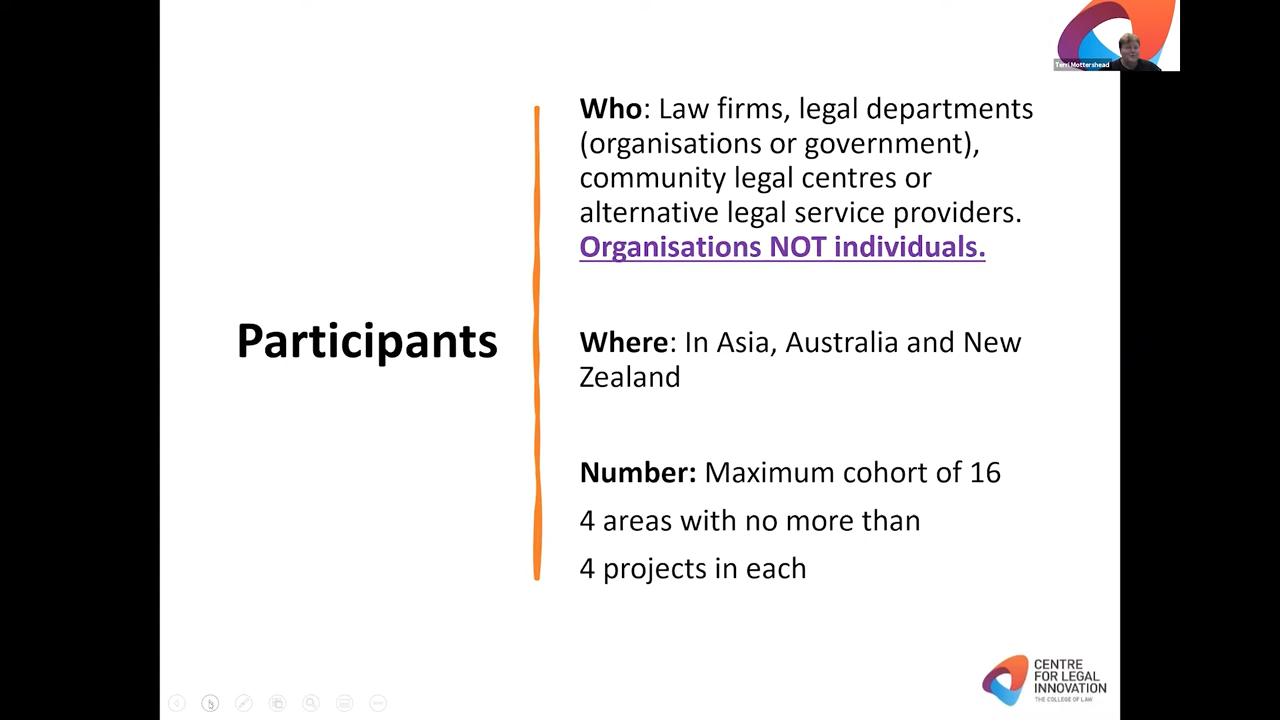 Terri Mottershead
Who: Law firms, legal departments
(organisations or government),
community legal centres or
alternative legal service providers.
Organisations NOT individuals.
Participants
Where: In Asia, Australia and New
Zealand
Number: Maximum cohort of 16
4 areas with no more than
4 projects in each
CENTRE
FOR LEGAL
INNOVATION
THE COLLEGE OF LAW